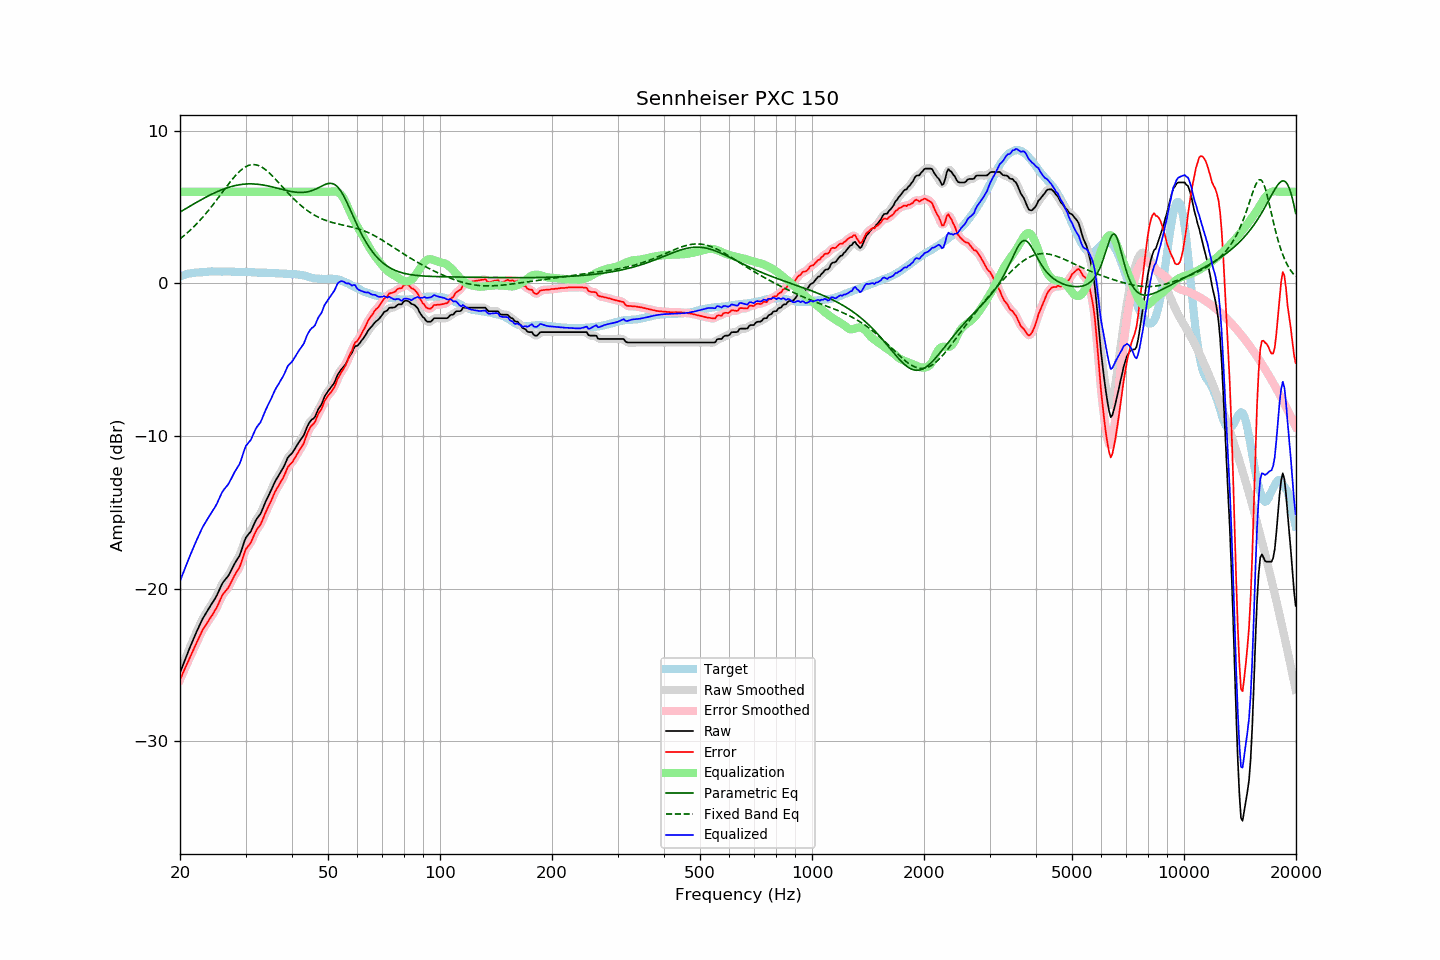 Sennheiser PXC 150
Amplitude (dBr)
10
0
−10
−20
−30
Target
Raw Smoothed
Error Smoothed
Raw
Error
Equalization
Parametric Eq
Fixed Band Eq
Equalized
20 50 100 200 500 1000 2000 5000 10000 20000
Frequency (Hz)